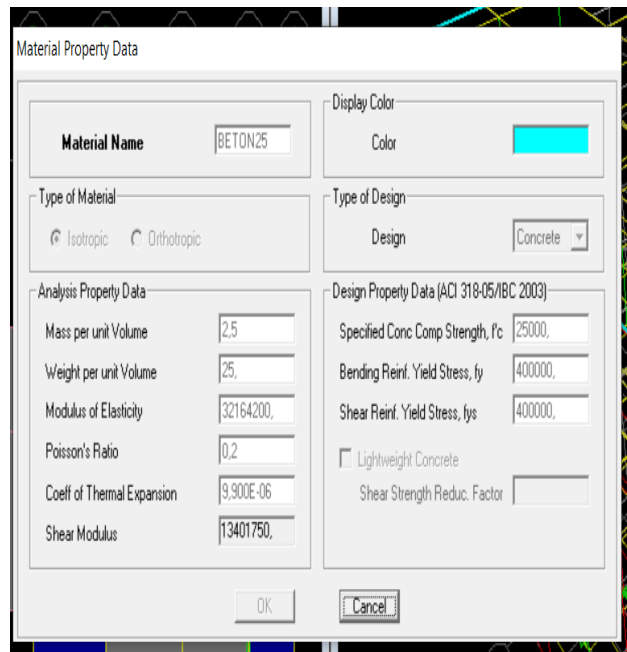 Material Property Data
Material Name BETON25
Display Color
Color
Type of Material
Isotropic Orthotropic
Type of Design
Design Concrete
Analysis Property Data
Mass per unit Volume 2,5
Weight per unit Volume 25,
Modulus of Elasticity 32164200,
Poisson's Ratio 0,2
Coeff of Thermal Expansion 9,900E-06
Shear Modulus 13401750,
Design Property Data (ACI 318-05/IBC 2003)
Specified Conc Comp Strength, f'c 25000,
Bending Reinf. Yield Stress, fy 400000,
Shear Reinf. Yield Stress, fys 400000,
Lightweight Concrete
Shear Strength Reduc. Factor
OK Cancel